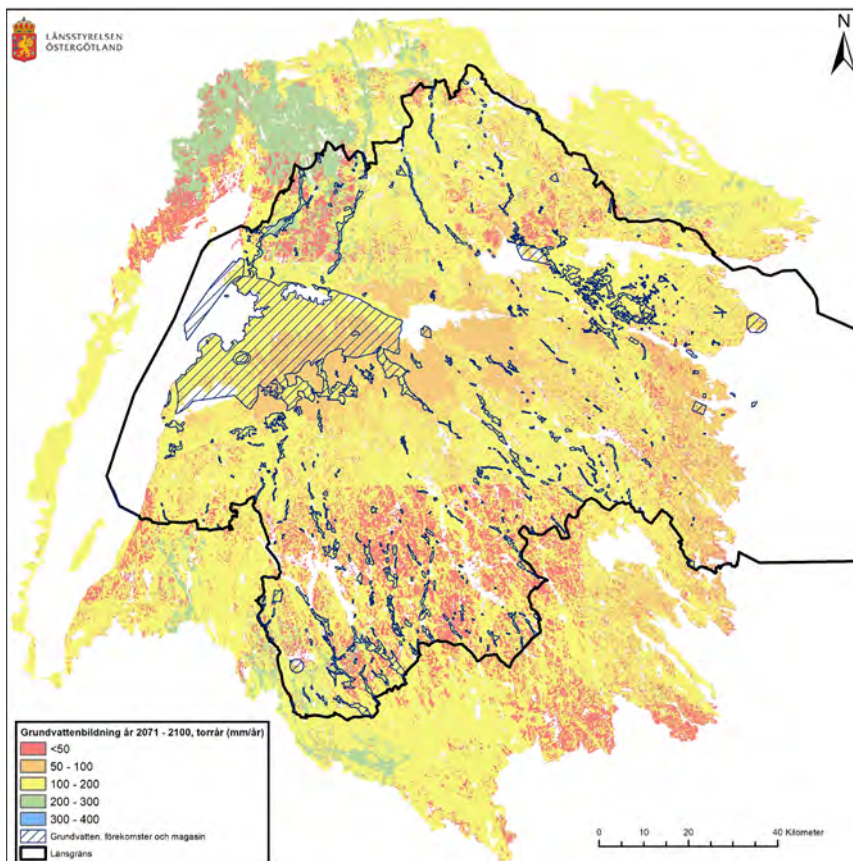 LÄNSSTYRELSEN
ÖSTERGÖTLAND
N
Grundvattenbildning år 2071 - 2100, torrår (mm/år)
<50
50 - 100
100 - 200
200 - 300
300 - 400
Grundvatten. förekomster och magasin
Länsgräns
0 10 20 40 Kilometer